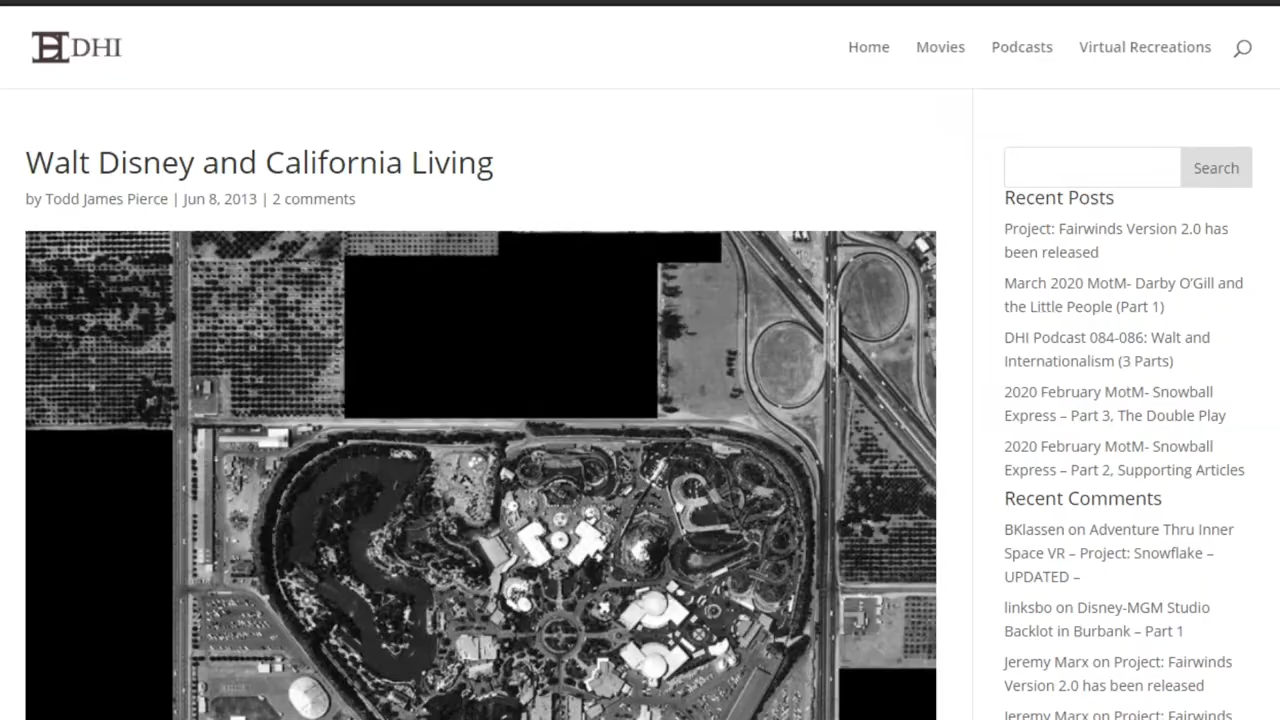 DHI
Home
Movies
Podcasts
Virtual Recreations
Walt Disney and California Living
by Todd James Pierce | Jun 8, 2013 | 2 comments
Search
Recent Posts
Project: Fairwinds Version 2.0 has
been released
March 2020 MotM- Darby O’Gill and
the Little People (Part 1)
DHI Podcast 084-086: Walt and
Internationalism (3 Parts)
2020 February MotM- Snowball
Express – Part 3, The Double Play
2020 February MotM- Snowball
Express – Part 2, Supporting Articles
Recent Comments
BKlassen on Adventure Thru Inner
Space VR – Project: Snowflake –
UPDATED –
linksbo on Disney-MGM Studio
Backlot in Burbank – Part 1
Jeremy Marx on Project: Fairwinds
Version 2.0 has been released
Jeremy Marx on Project: Fairwinds